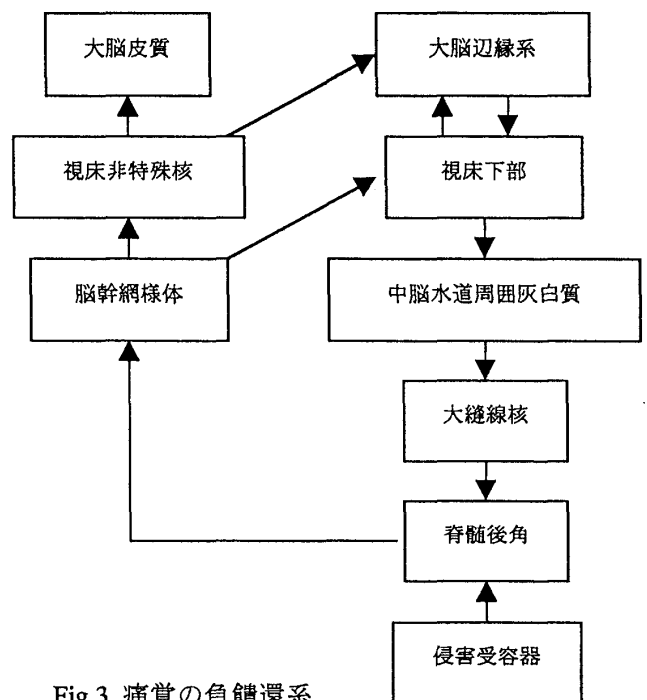 大脳皮質
大脳辺縁系
視床非特殊核
視床下部
脳幹網様体
中脳水道周囲灰白質
大縫線核
脊髄後角
侵害受容器
Fig.3 痛覚の負饋還系